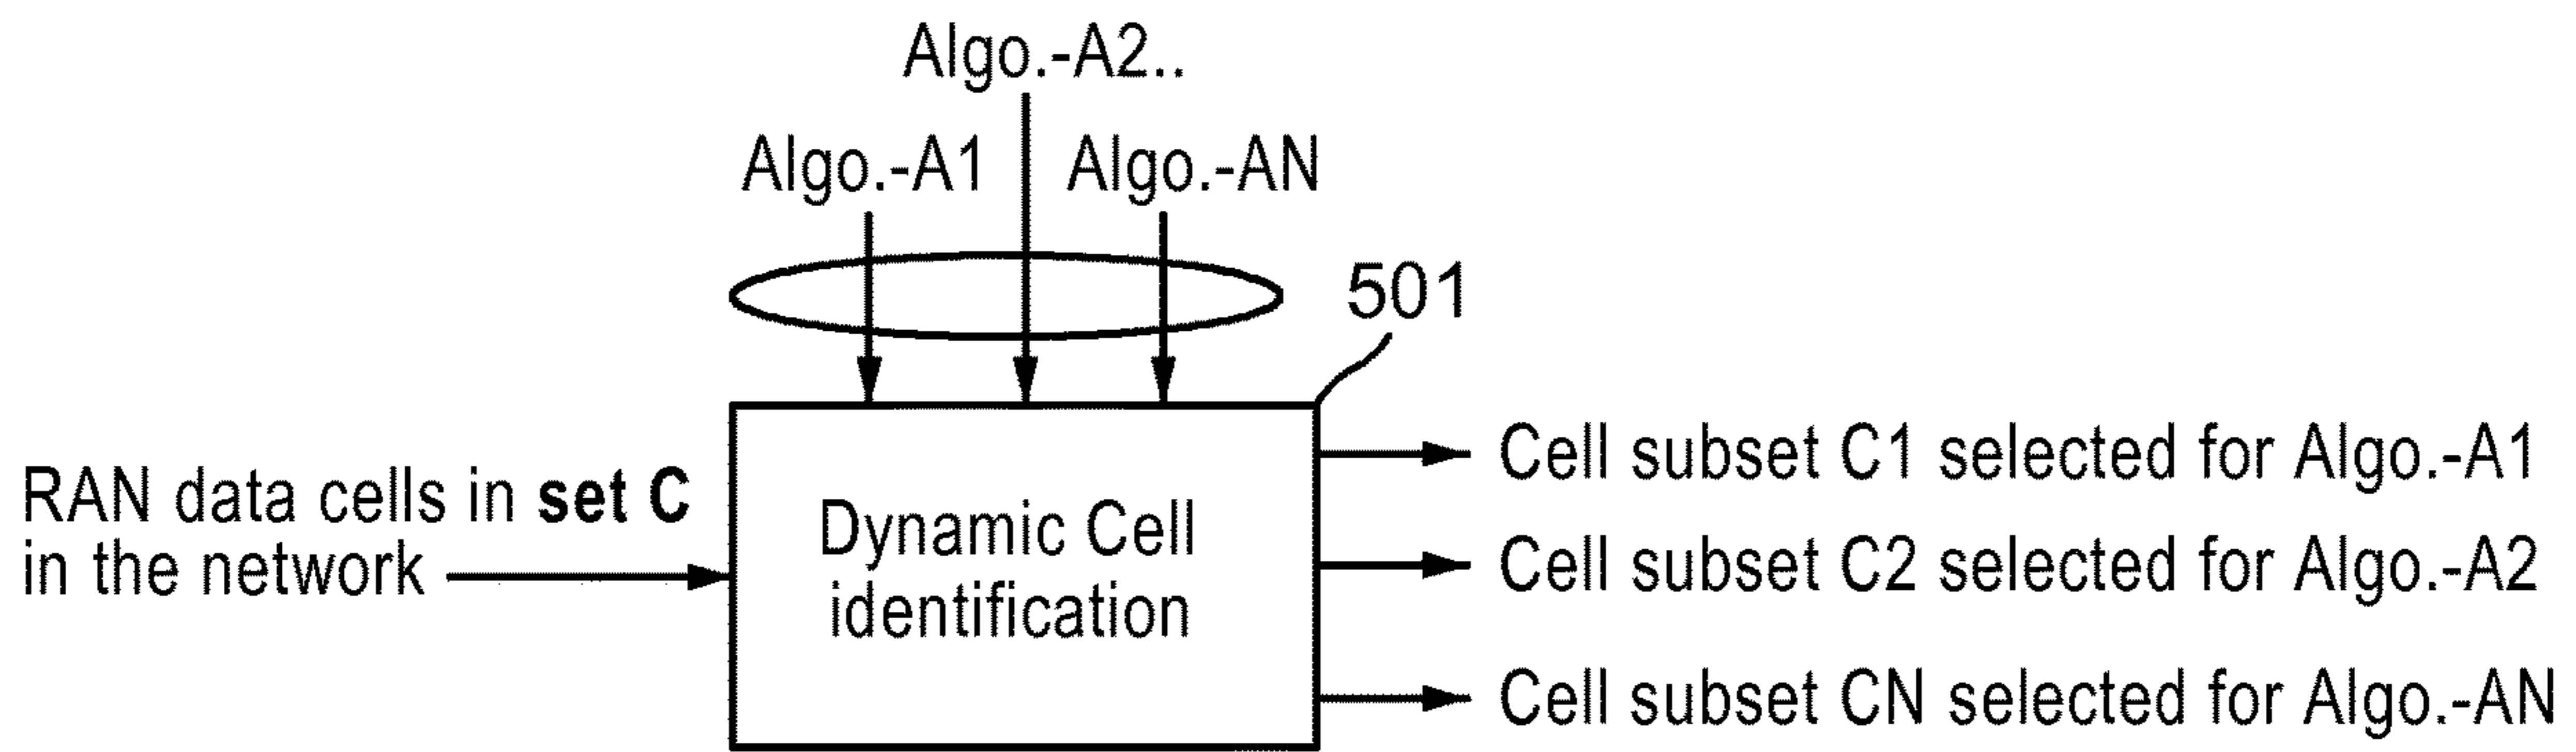 Algo.-A2..
Algo.-A1
Algo.-AN
501
RAN data cells in set C
in the network
Dynamic Cell
identification
Cell subset C1 selected for Algo.-A1
Cell subset C2 selected for Algo.-A2
Cell subset CN selected for Algo.-AN